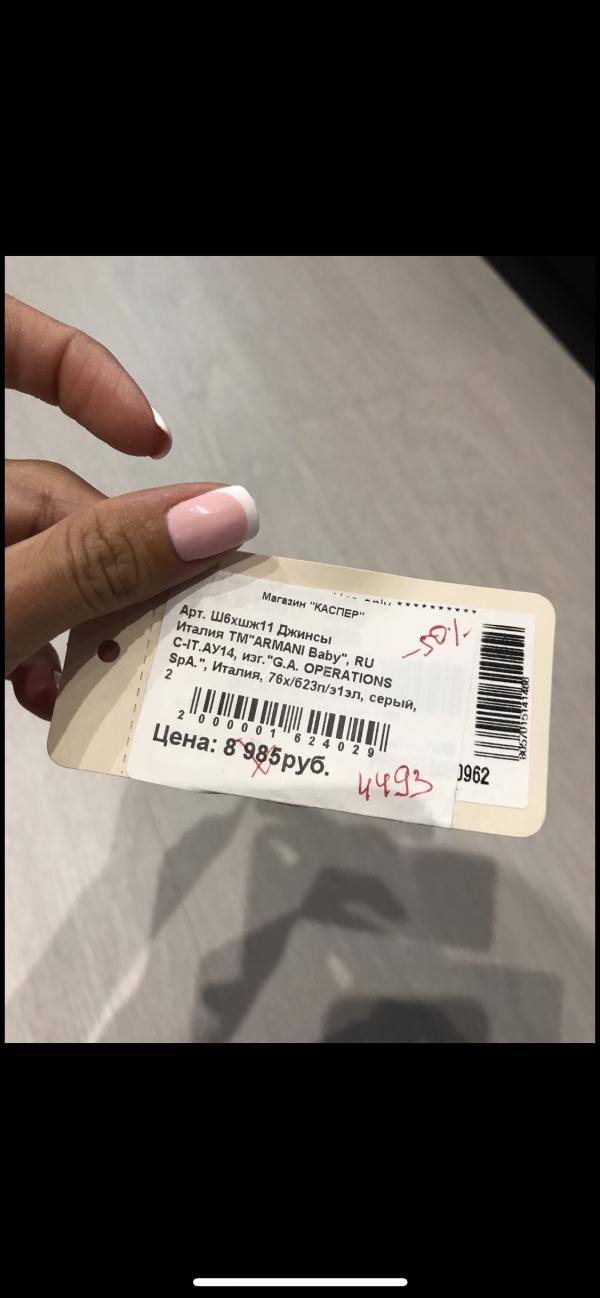 Магазин "КАСПЕР"
Арт. Ш6хшж11 Джинсы
Италия ТМ"ARMANI Baby", RU
C-IT.АУ14, изг."G.A. OPERATIONS
SpA.", Италия, 76х/623п/э1эл, серый,
2
-50%
2 000001 624029
Цена: 8 985руб.
4493
0962